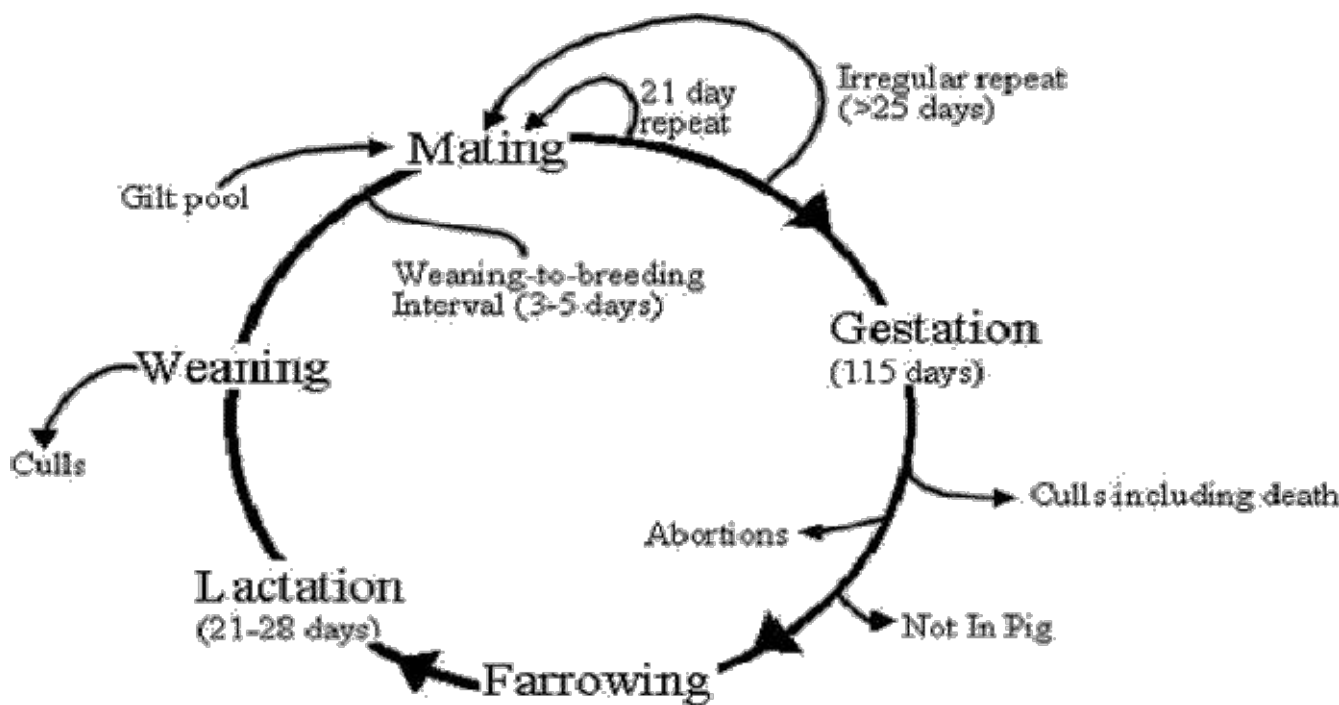 21 day
repeat
Irregular repeat
(>25 days)
Mating
Gilt pool
Weaning-to-breeding
Interval (3-5 days)
Gestation
(115 days)
Weaning
Culls
Culls including death
Abortions
Lactation
(21-28 days)
Not In Pig
Farrowing